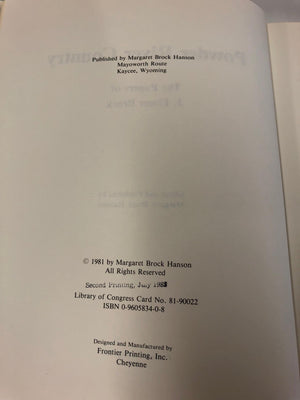 Published by Margaret Brock Hanson
Mayoworth Route
Kaycee, Wyoming
© 1981 by Margaret Brock Hanson
All Rights Reserved
Second Printing, July 1983
Library of Congress Card No. 81-90022
ISBN 0-9605834-0-8
Designed and Manufactured by
Frontier Printing, Inc.
Cheyenne